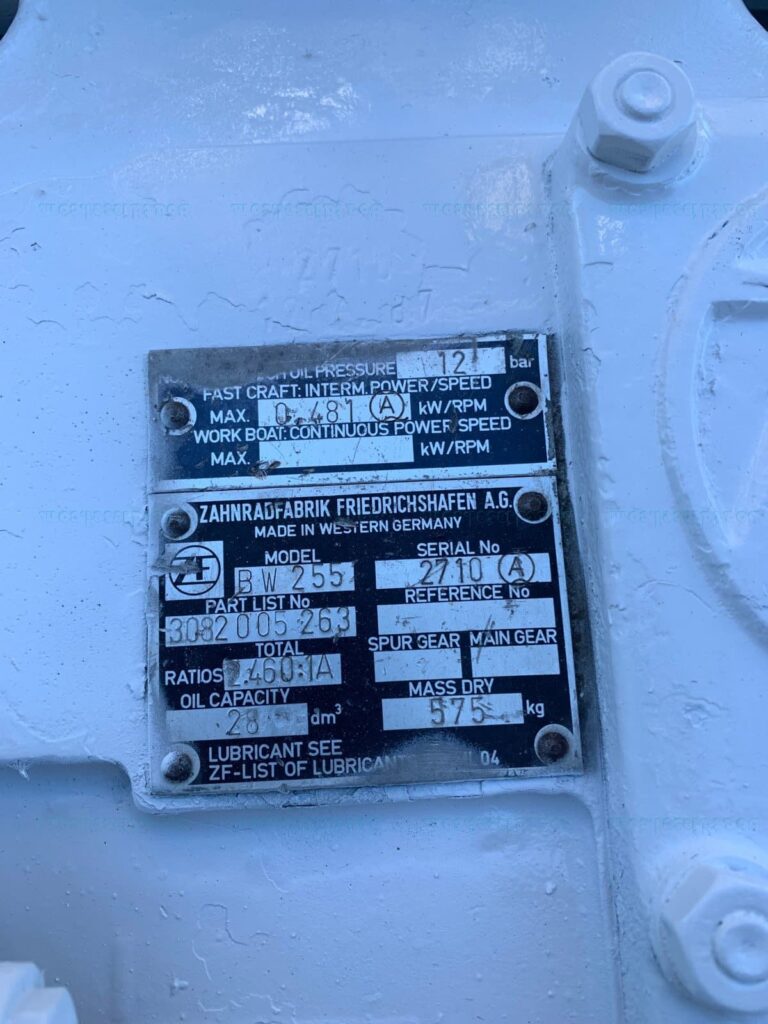 OIL PRESSURE 12 bar
FAST CRAFT: INTERM. POWER/SPEED
MAX. 0.481 A kW/RPM
WORK BOAT: CONTINUOUS POWER SPEED
MAX. / kW/RPM
ZAHNRADFABRIK FRIEDRICHSHAFEN A.G.
MADE IN WESTERN GERMANY
ZF
MODEL SERIAL No
BW 255 2710 A
PART LIST No REFERENCE No
3082 005 263
TOTAL SPUR GEAR MAIN GEAR
RATIOS 2.460:1A
OIL CAPACITY MASS DRY
28 dm³ 575 kg
LUBRICANT SEE
ZF-LIST OF 04